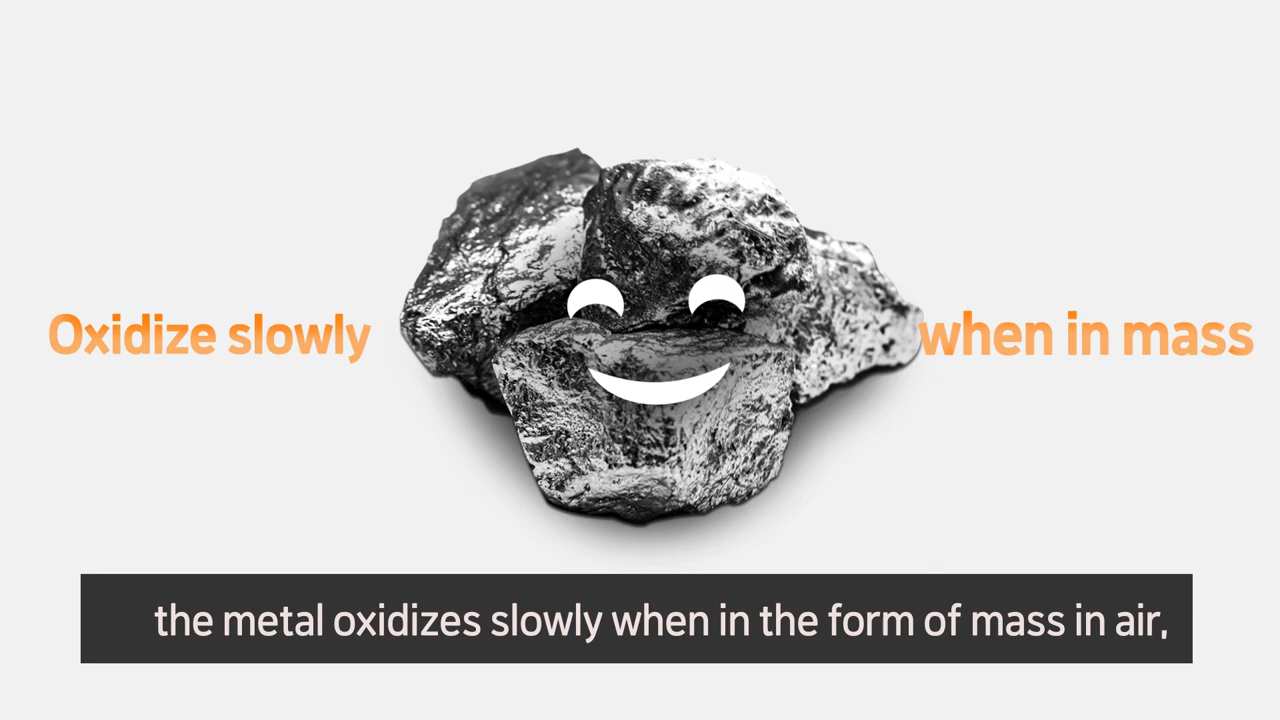 Oxidize slowly when in mass
the metal oxidizes slowly when in the form of mass in air,